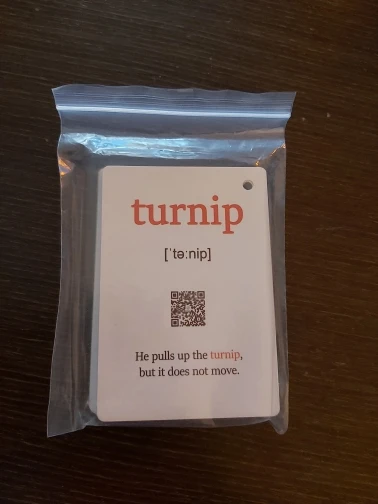 turnip
[ˈtəːnip]
He pulls up the turnip,
but it does not move.